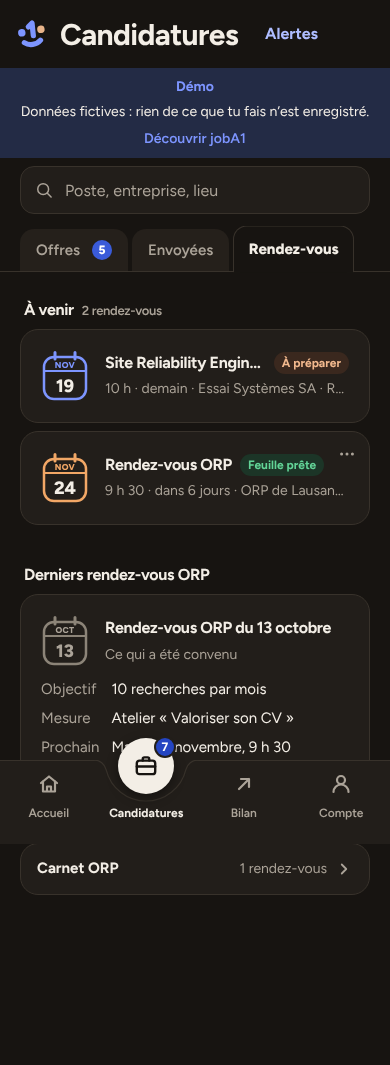 Candidatures
Alertes
Démo
Données fictives : rien de ce que tu fais n'est enregistré.
Découvrir jobA1
Poste, entreprise, lieu
Offres 5
Envoyées
Rendez-vous
À venir 2 rendez-vous
NOV
19
Site Reliability Engin... À préparer
10 h · demain · Essai Systèmes SA · R...
NOV
24
Rendez-vous ORP Feuille prête
9 h 30 · dans 6 jours · ORP de Lausan...
Derniers rendez-vous ORP
OCT
13
Rendez-vous ORP du 13 octobre
Ce qui a été convenu
Objectif 10 recherches par mois
Mesure Atelier « Valoriser son CV »
Prochain novembre, 9 h 30
7
Accueil
Candidatures
Bilan
Compte
Carnet ORP 1 rendez-vous